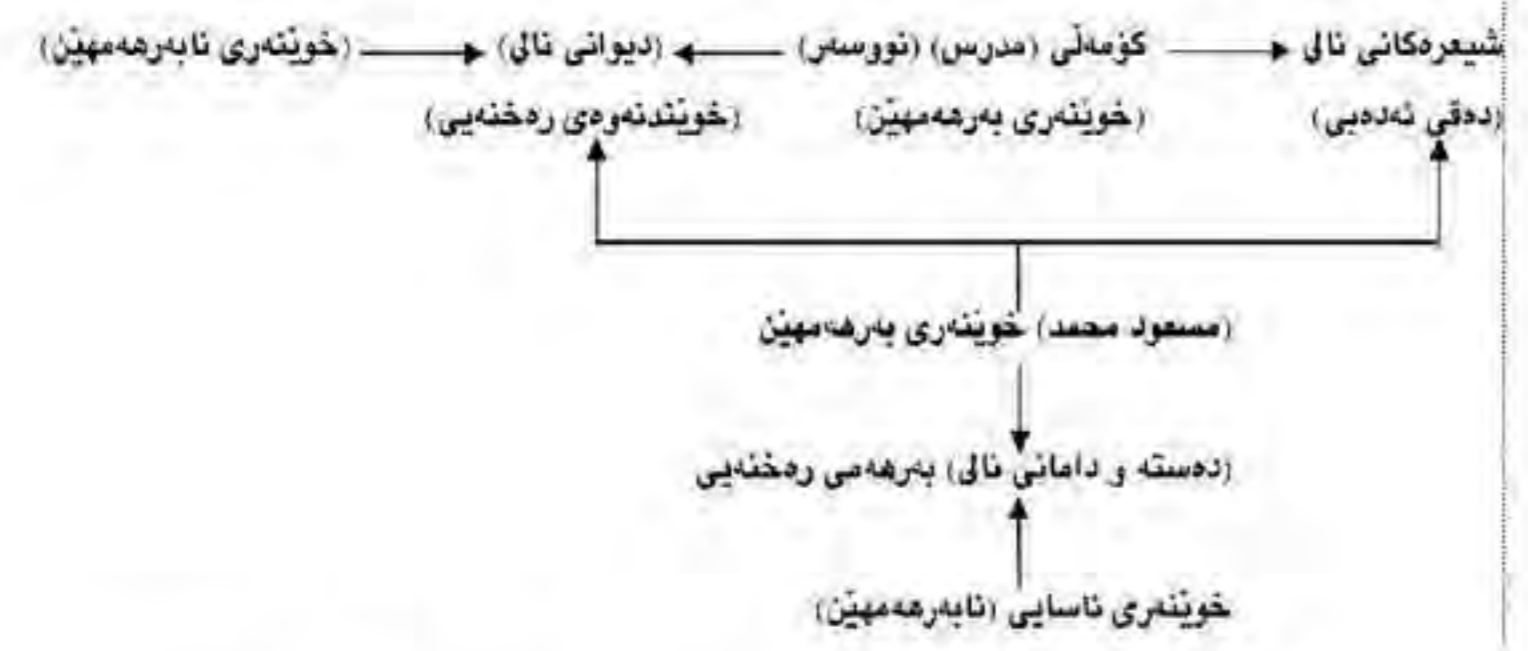 شیعرەکانی نالی ← کۆمەڵی (مدرس) (نووسەر) → (دیوانی نالی) ← (خوێنەری نابەرهەمهێن)
(دەقی ئەدەبی) (خوێنەری بەرهەمهێن) (خوێندنەوەی رەخنەیی)
(مسعود محمد) خوێنەری بەرهەمهێن
(دەستە و دامانی نالی) بەرهەمی رەخنەیی
خوێنەری ئاسایی (نابەرهەمهێن)